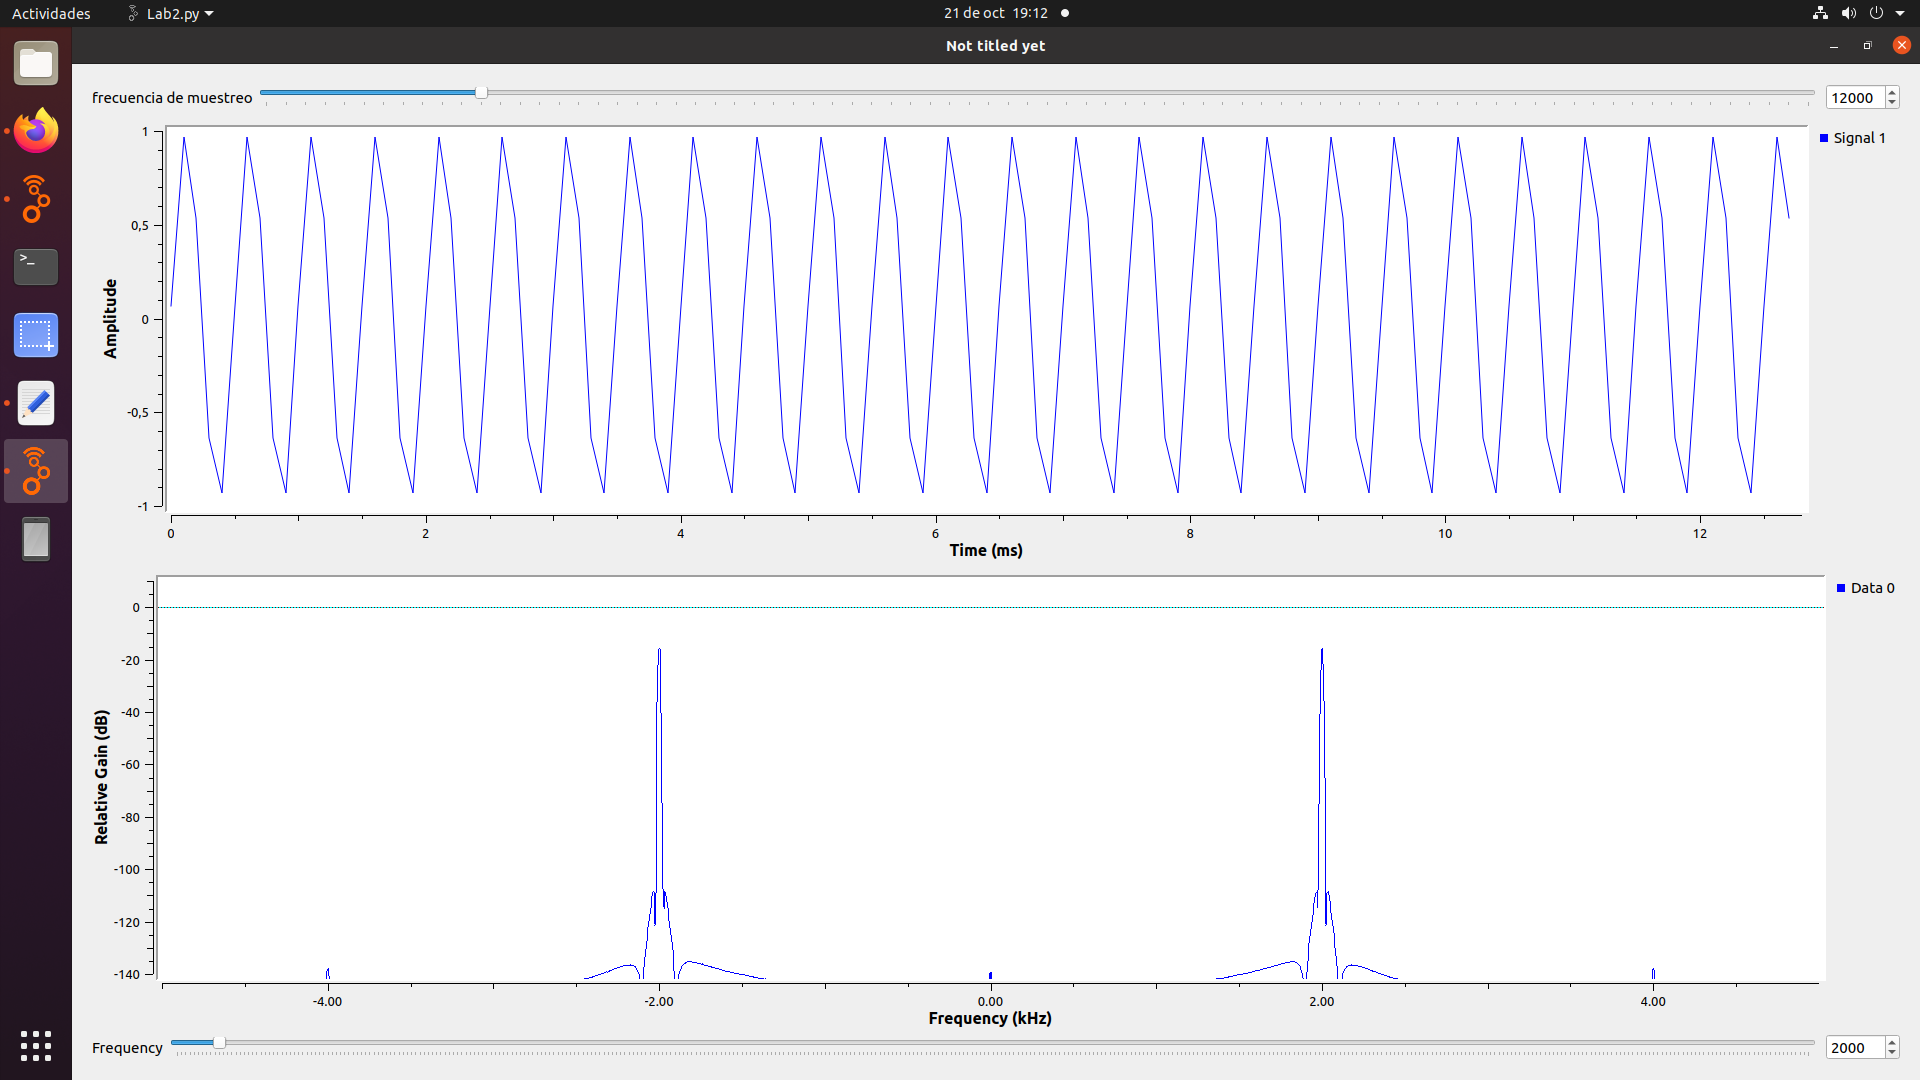 Actividades Lab2.py 21 de oct 19:12
Not titled yet
frecuencia de muestreo 12000
1
0,5
0
-0,5
-1
Amplitude
Signal 1
0 2 4 6 8 10 12
Time (ms)
0
-20
-40
-60
-80
-100
-120
-140
Relative Gain (dB)
Data 0
-4.00 -2.00 0.00 2.00 4.00
Frequency (kHz)
Frequency 2000